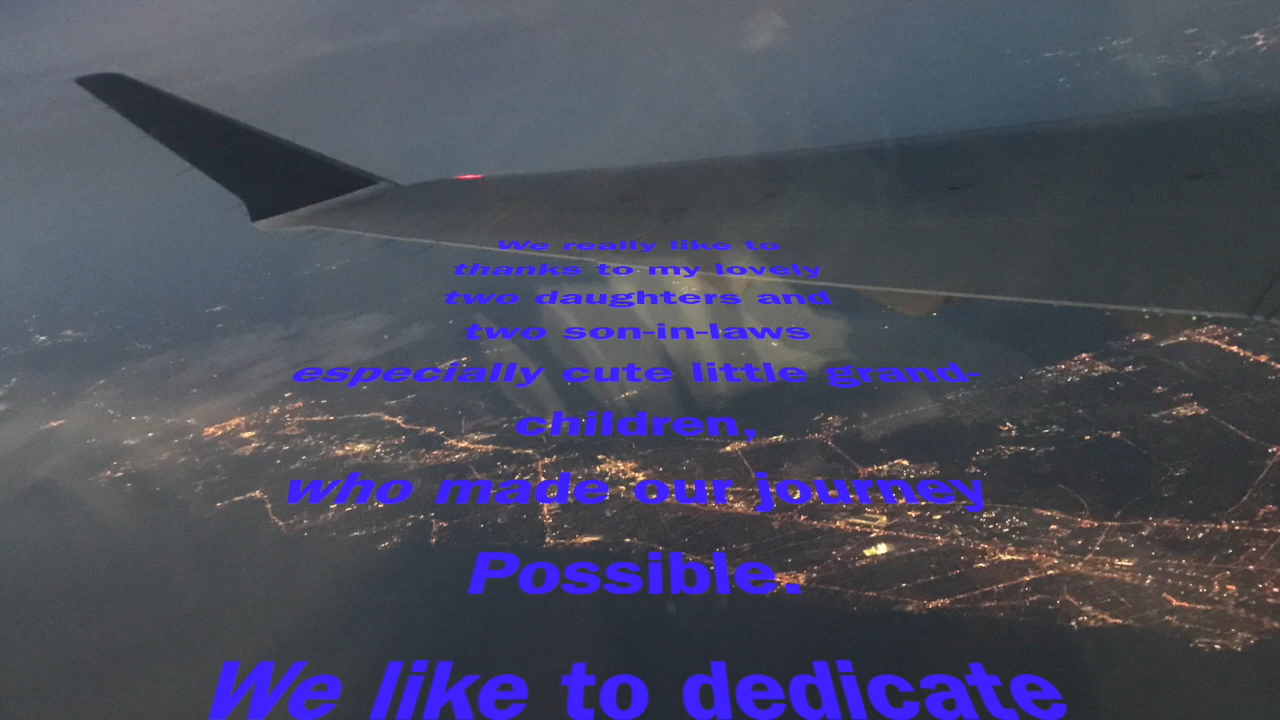 We really like to
thanks to my lovely
two daughters and
two son-in-laws
especially cute little grand-
children,
who made our journey
Possible.
We like to dedicate